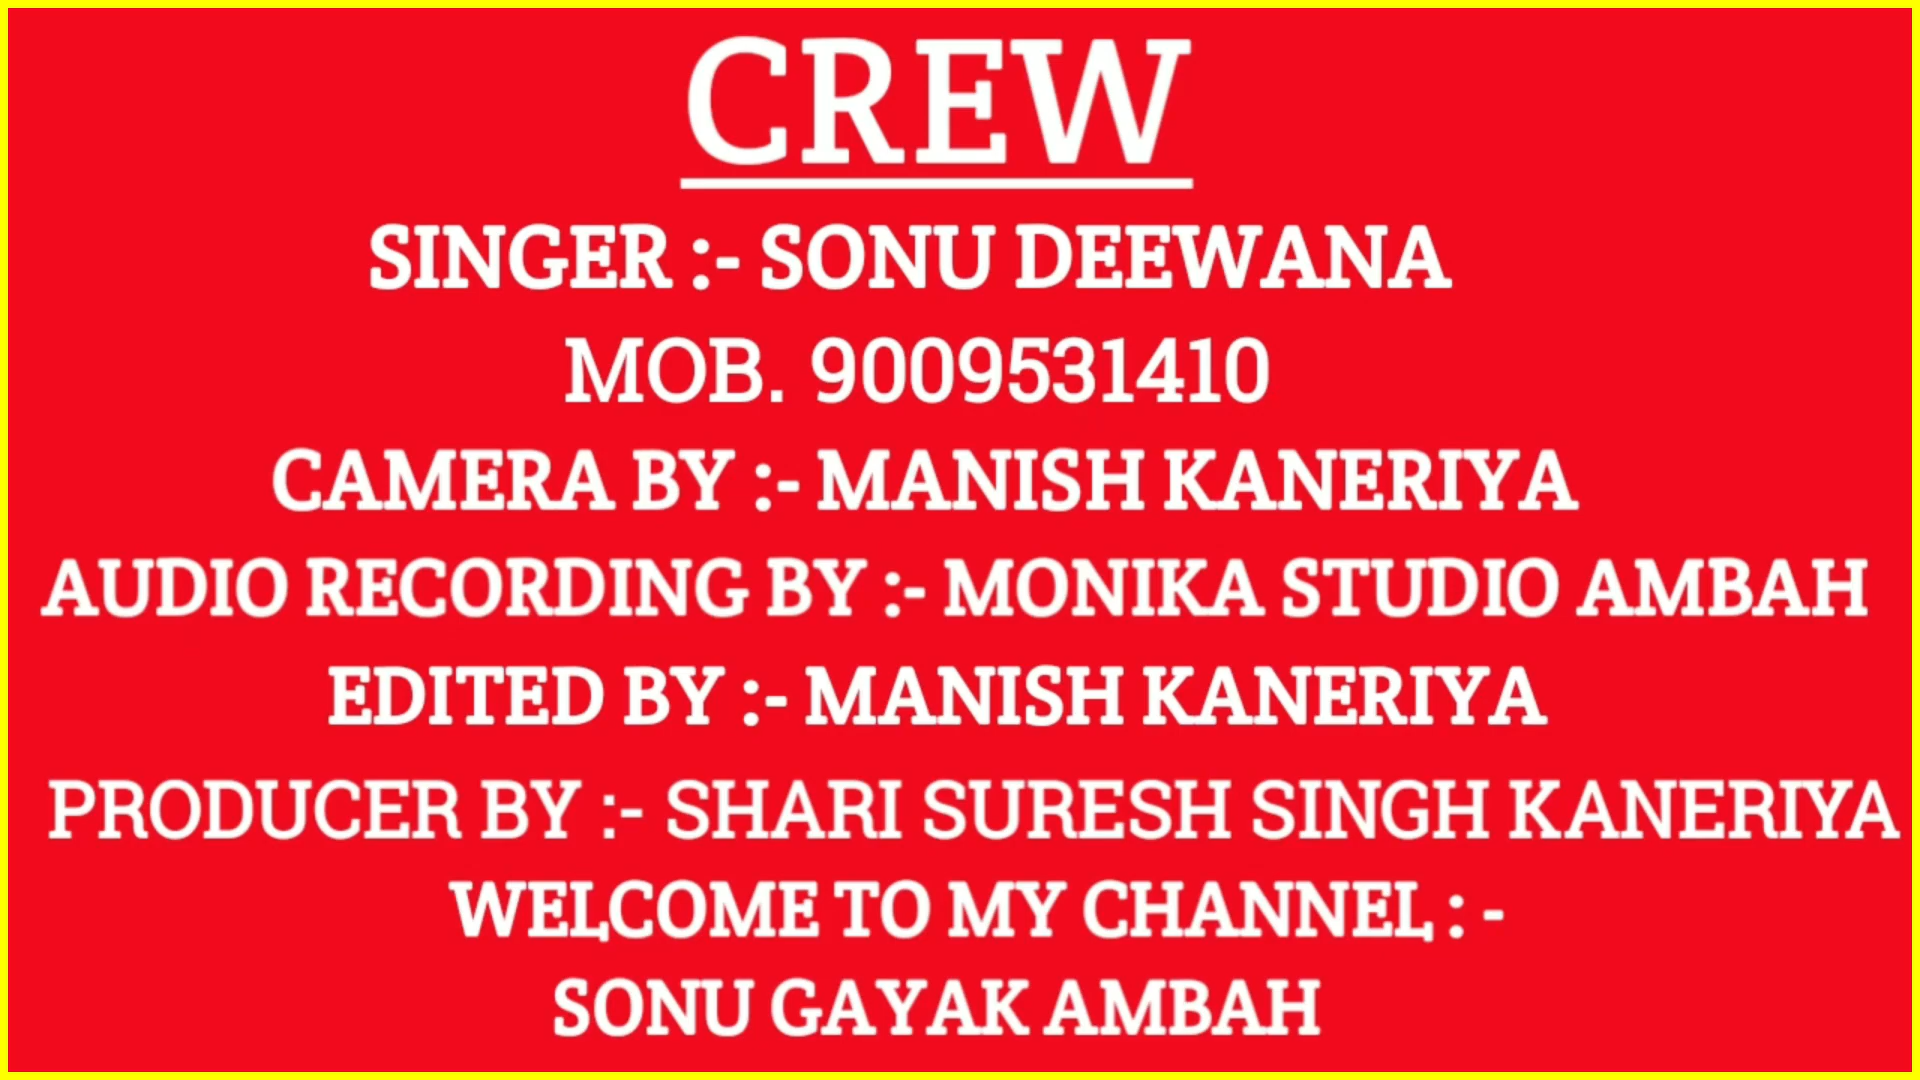 CREW
SINGER :- SONU DEEWANA
MOB. 9009531410
CAMERA BY :- MANISH KANERIYA
AUDIO RECORDING BY :- MONIKA STUDIO AMBAH
EDITED BY :- MANISH KANERIYA
PRODUCER BY :- SHARI SURESH SINGH KANERIYA
WELCOME TO MY CHANNEL : -
SONU GAYAK AMBAH